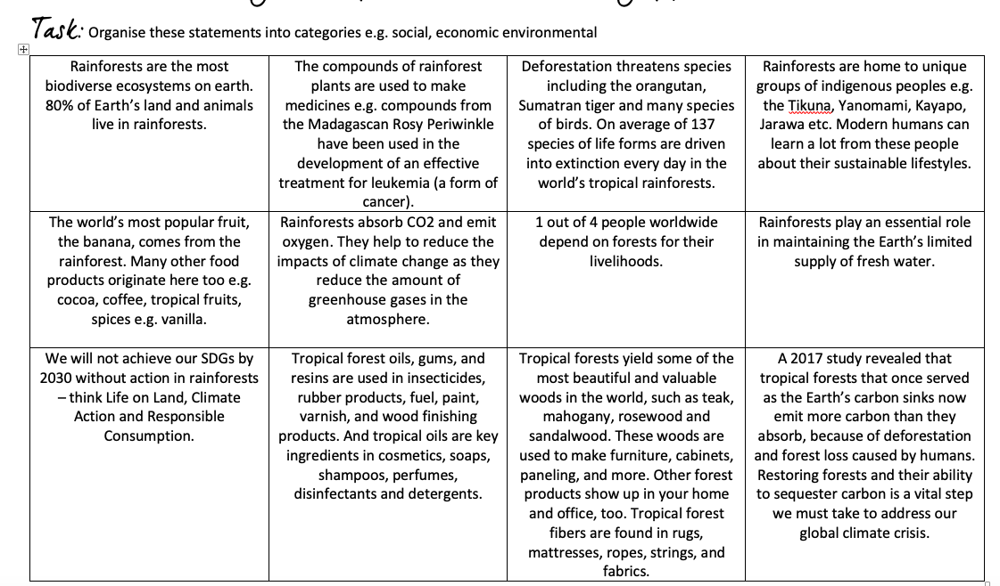 Task: Organise these statements into categories e.g. social, economic environmental
Rainforests are the most
biodiverse ecosystems on earth.
80% of Earth's land and animals
live in rainforests.
The compounds of rainforest
plants are used to make
medicines e.g. compounds from
the Madagascan Rosy Periwinkle
have been used in the
development of an effective
treatment for leukemia (a form of
cancer).
Deforestation threatens species
including the orangutan,
Sumatran tiger and many species
of birds. On average of 137
species of life forms are driven
into extinction every day in the
world's tropical rainforests.
Rainforests are home to unique
groups of indigenous peoples e.g.
the Tikuna, Yanomami, Kayapo,
Jarawa etc. Modern humans can
learn a lot from these people
about their sustainable lifestyles.
The world's most popular fruit,
the banana, comes from the
rainforest. Many other food
products originate here too e.g.
cocoa, coffee, tropical fruits,
spices e.g. vanilla.
Rainforests absorb CO2 and emit
oxygen. They help to reduce the
impacts of climate change as they
reduce the amount of
greenhouse gases in the
atmosphere.
1 out of 4 people worldwide
depend on forests for their
livelihoods.
Rainforests play an essential role
in maintaining the Earth's limited
supply of fresh water.
We will not achieve our SDGs by
2030 without action in rainforests
– think Life on Land, Climate
Action and Responsible
Consumption.
Tropical forest oils, gums, and
resins are used in insecticides,
rubber products, fuel, paint,
varnish, and wood finishing
products. And tropical oils are key
ingredients in cosmetics, soaps,
shampoos, perfumes,
disinfectants and detergents.
Tropical forests yield some of the
most beautiful and valuable
woods in the world, such as teak,
mahogany, rosewood and
sandalwood. These woods are
used to make furniture, cabinets,
paneling, and more. Other forest
products show up in your home
and office, too. Tropical forest
fibers are found in rugs,
mattresses, ropes, strings, and
fabrics.
A 2017 study revealed that
tropical forests that once served
as the Earth's carbon sinks now
emit more carbon than they
absorb, because of deforestation
and forest loss caused by humans.
Restoring forests and their ability
to sequester carbon is a vital step
we must take to address our
global climate crisis.